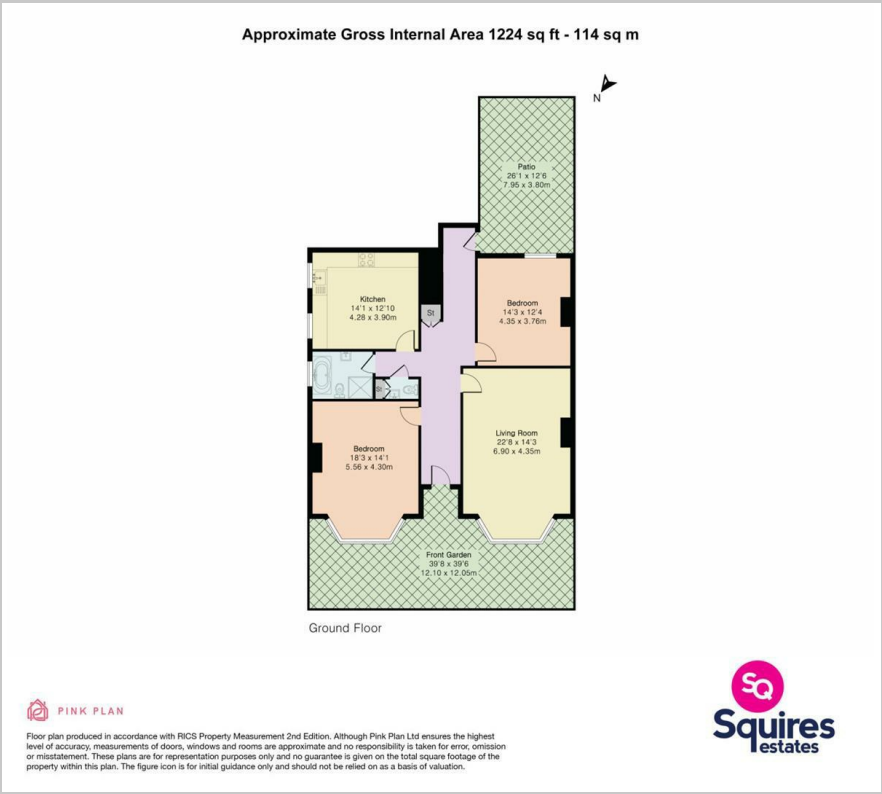 Approximate Gross Internal Area 1224 sq ft - 114 sq m
N
Patio
26'1 x 12'6
7.95 x 3.80m
Kitchen
14'1 x 12'10
4.28 x 3.90m
St
Bedroom
14'3 x 12'4
4.35 x 3.76m
Living Room
22'8 x 14'3
6.90 x 4.35m
Bedroom
18'3 x 14'1
5.56 x 4.30m
Front Garden
39'8 x 39'6
12.10 x 12.05m
Ground Floor
PINK PLAN
Floor plan produced in accordance with RICS Property Measurement 2nd Edition. Although Pink Plan Ltd ensures the highest
level of accuracy, measurements of doors, windows and rooms are approximate and no responsibility is taken for error, omission
or misstatement. These plans are for representation purposes only and no guarantee is given on the total square footage of the
property within this plan. The figure icon is for initial guidance only and should not be relied on as a basis of valuation.
SQ
Squires
estates